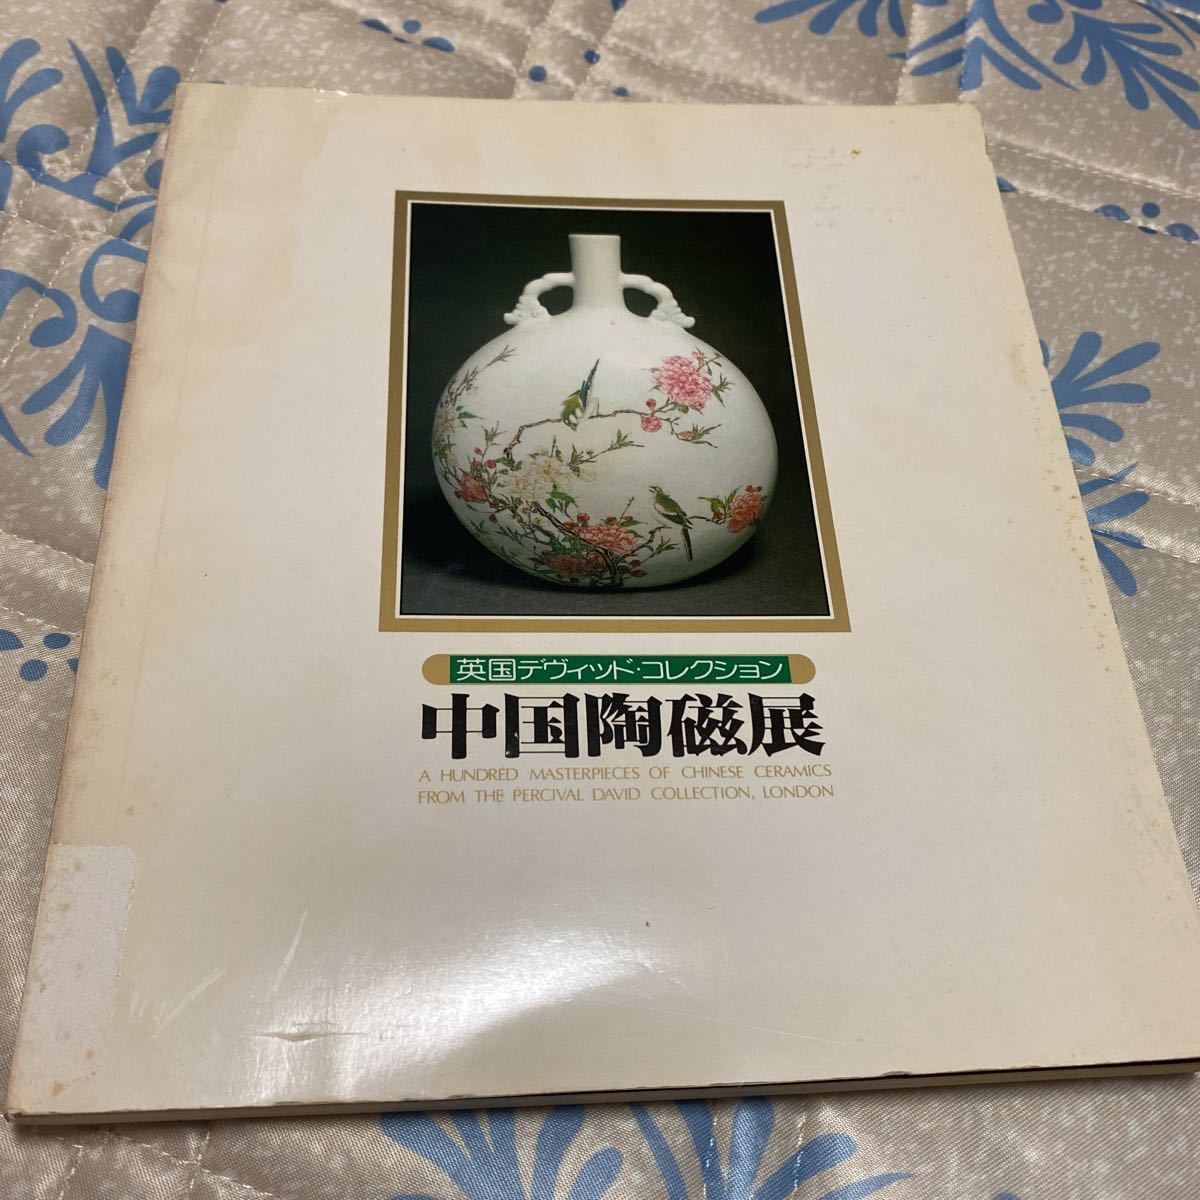 英国デヴィッド・コレクション
中国陶磁展
A HUNDRED MASTERPIECES OF CHINESE CERAMICS
FROM THE PERCIVAL DAVID COLLECTION, LONDON